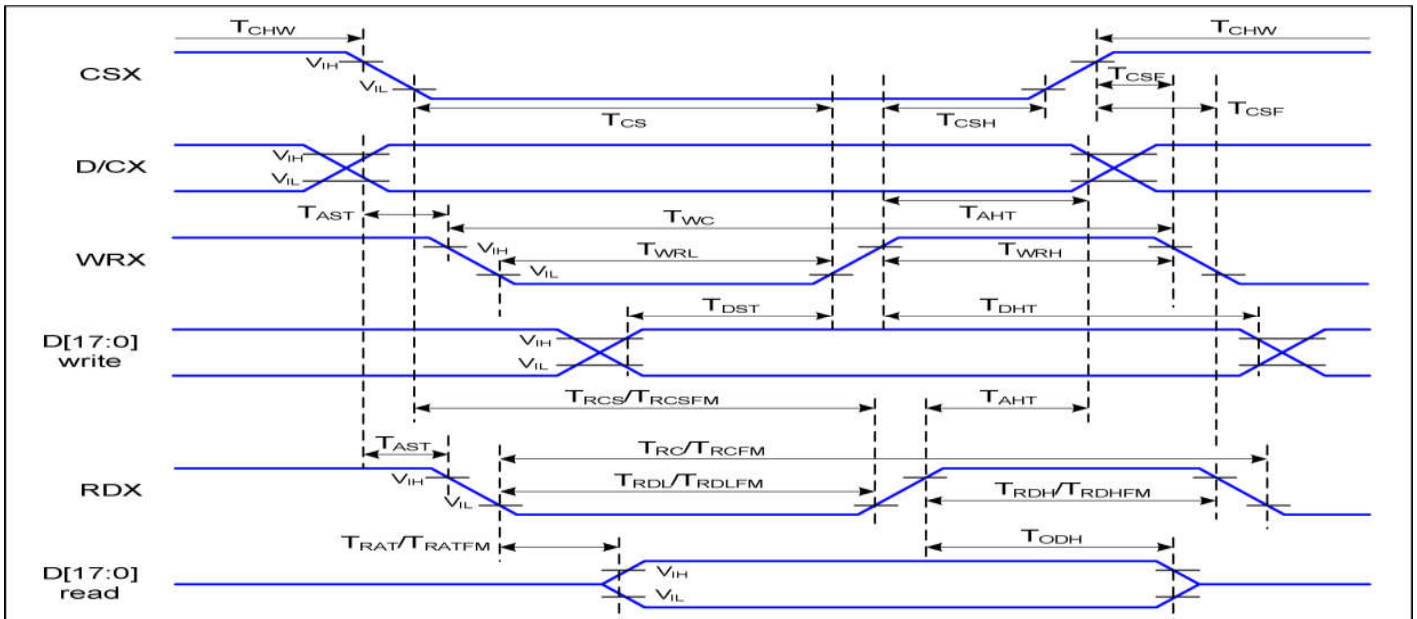 TCHW TCHW
CSX VIH TCSF
VIL TCSF
TCS TCSH
D/CX VIH
VIL
TAST TWC TAHT
WRX VIH TWRL TWRH
VIL
TDST TDHT
D[17:0] VIH
write VIL
TRCS/TRCSFM TAHT
TAST TRC/TRCFM
RDX VIH TRDL/TRDLFM TRDH/TRDHFM
VIL
TRAT/TRATFM TODH
D[17:0] VIH
read VIL